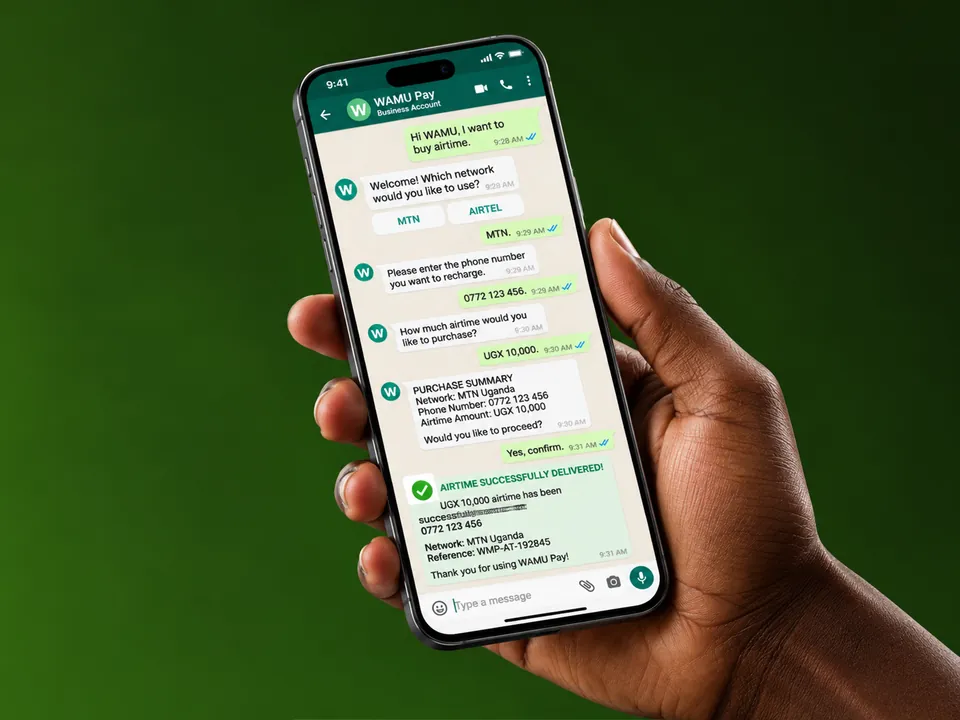 9:41
W
WAMU Pay
Business Account
Hi WAMU, I want to
buy airtime.
9:28 AM
W
Welcome! Which network
would you like to use?
9:29 AM
MTN
AIRTEL
MTN.
9:29 AM
W
Please enter the phone number
you want to recharge.
9:29 AM
0772 123 456.
9:29 AM
W
How much airtime would you
like to purchase?
9:30 AM
UGX 10,000.
9:30 AM
W
PURCHASE SUMMARY
Network: MTN Uganda
Phone Number: 0772 123 456
Airtime Amount: UGX 10,000
Would you like to proceed?
9:30 AM
Yes, confirm.
9:31 AM
AIRTIME SUCCESSFULLY DELIVERED!
UGX 10,000 airtime has been
0772 123 456
Network: MTN Uganda
Reference: WMP-AT-192845
Thank you for using WAMU Pay!
9:31 AM
Type a message